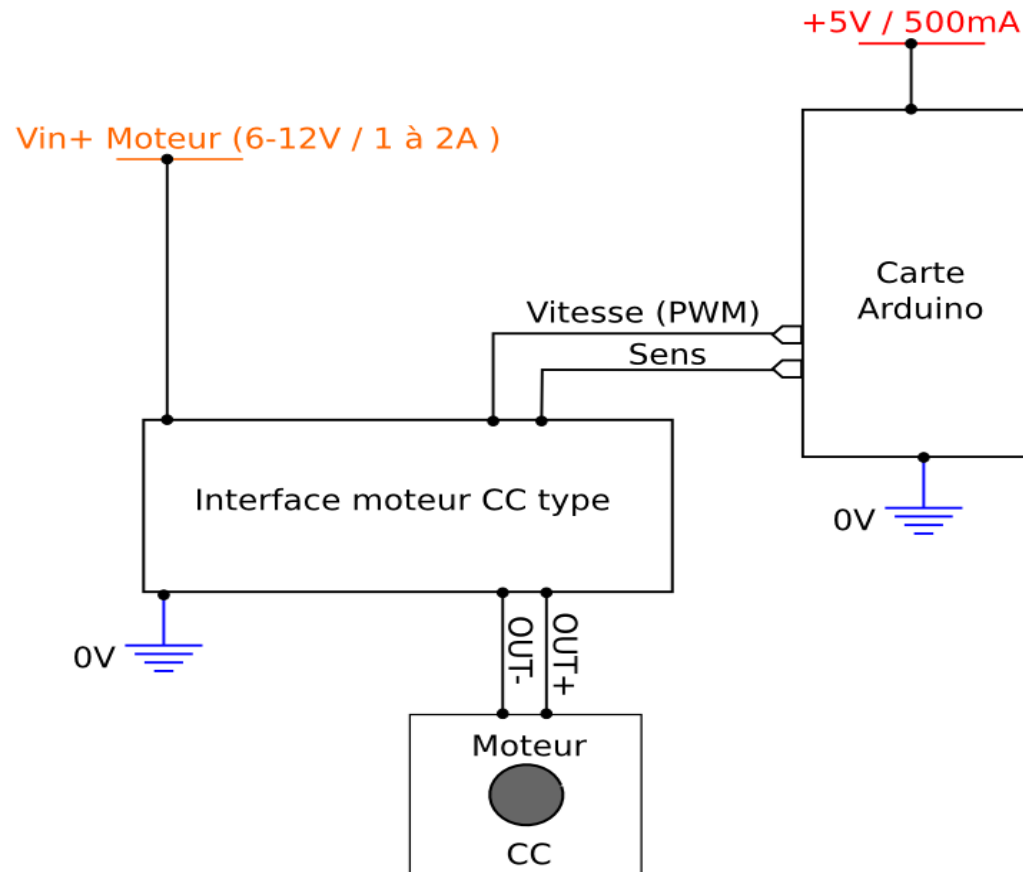 +5V / 500mA
Vin+ Moteur (6-12V / 1 à 2A )
Carte
Arduino
Vitesse (PWM)
Sens
Interface moteur CC type
0V
0V
OUT-
OUT+
Moteur
CC